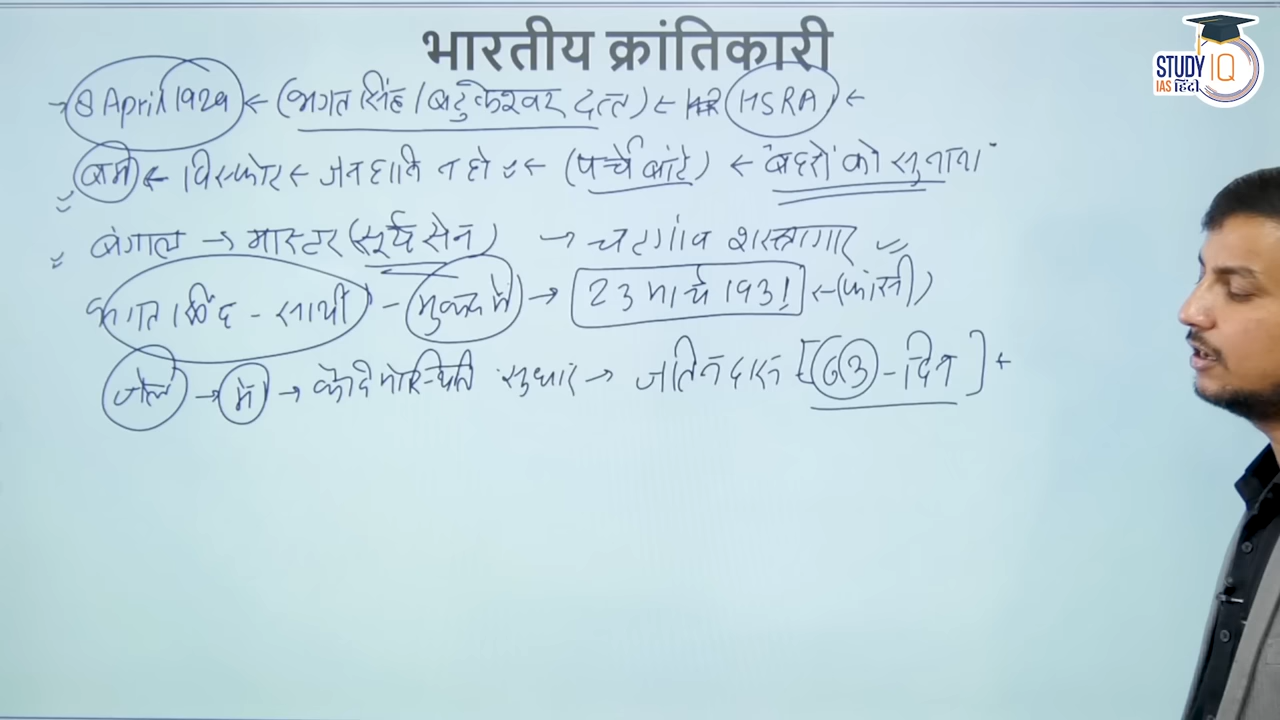 भारतीय क्रांतिकारी
STUDY IQ
IAS हिंदी
→ 8 April 1929 ← (भगत सिंह / बटुकेश्वर दत्त) ← HSRA ←
बम ← विस्फोट ← जनहानि न हो ← (पर्चे बांटे) ← "बहरों को सुनाना"
बंगाल → मास्टर (सूर्य सेन) → चटगांव शस्त्रागार
भगत सिंह - साथी - मुकदमे → 23 मार्च 1931 ← (फांसी)
जेल → में → सुधार → जतिन दास [63 - दिन] ←